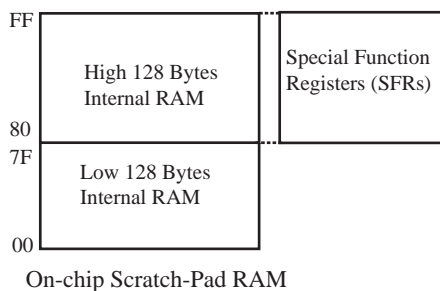 FF
High 128 Bytes
Internal RAM
Special Function
Registers (SFRs)
80
7F
Low 128 Bytes
Internal RAM
00
On-chip Scratch-Pad RAM